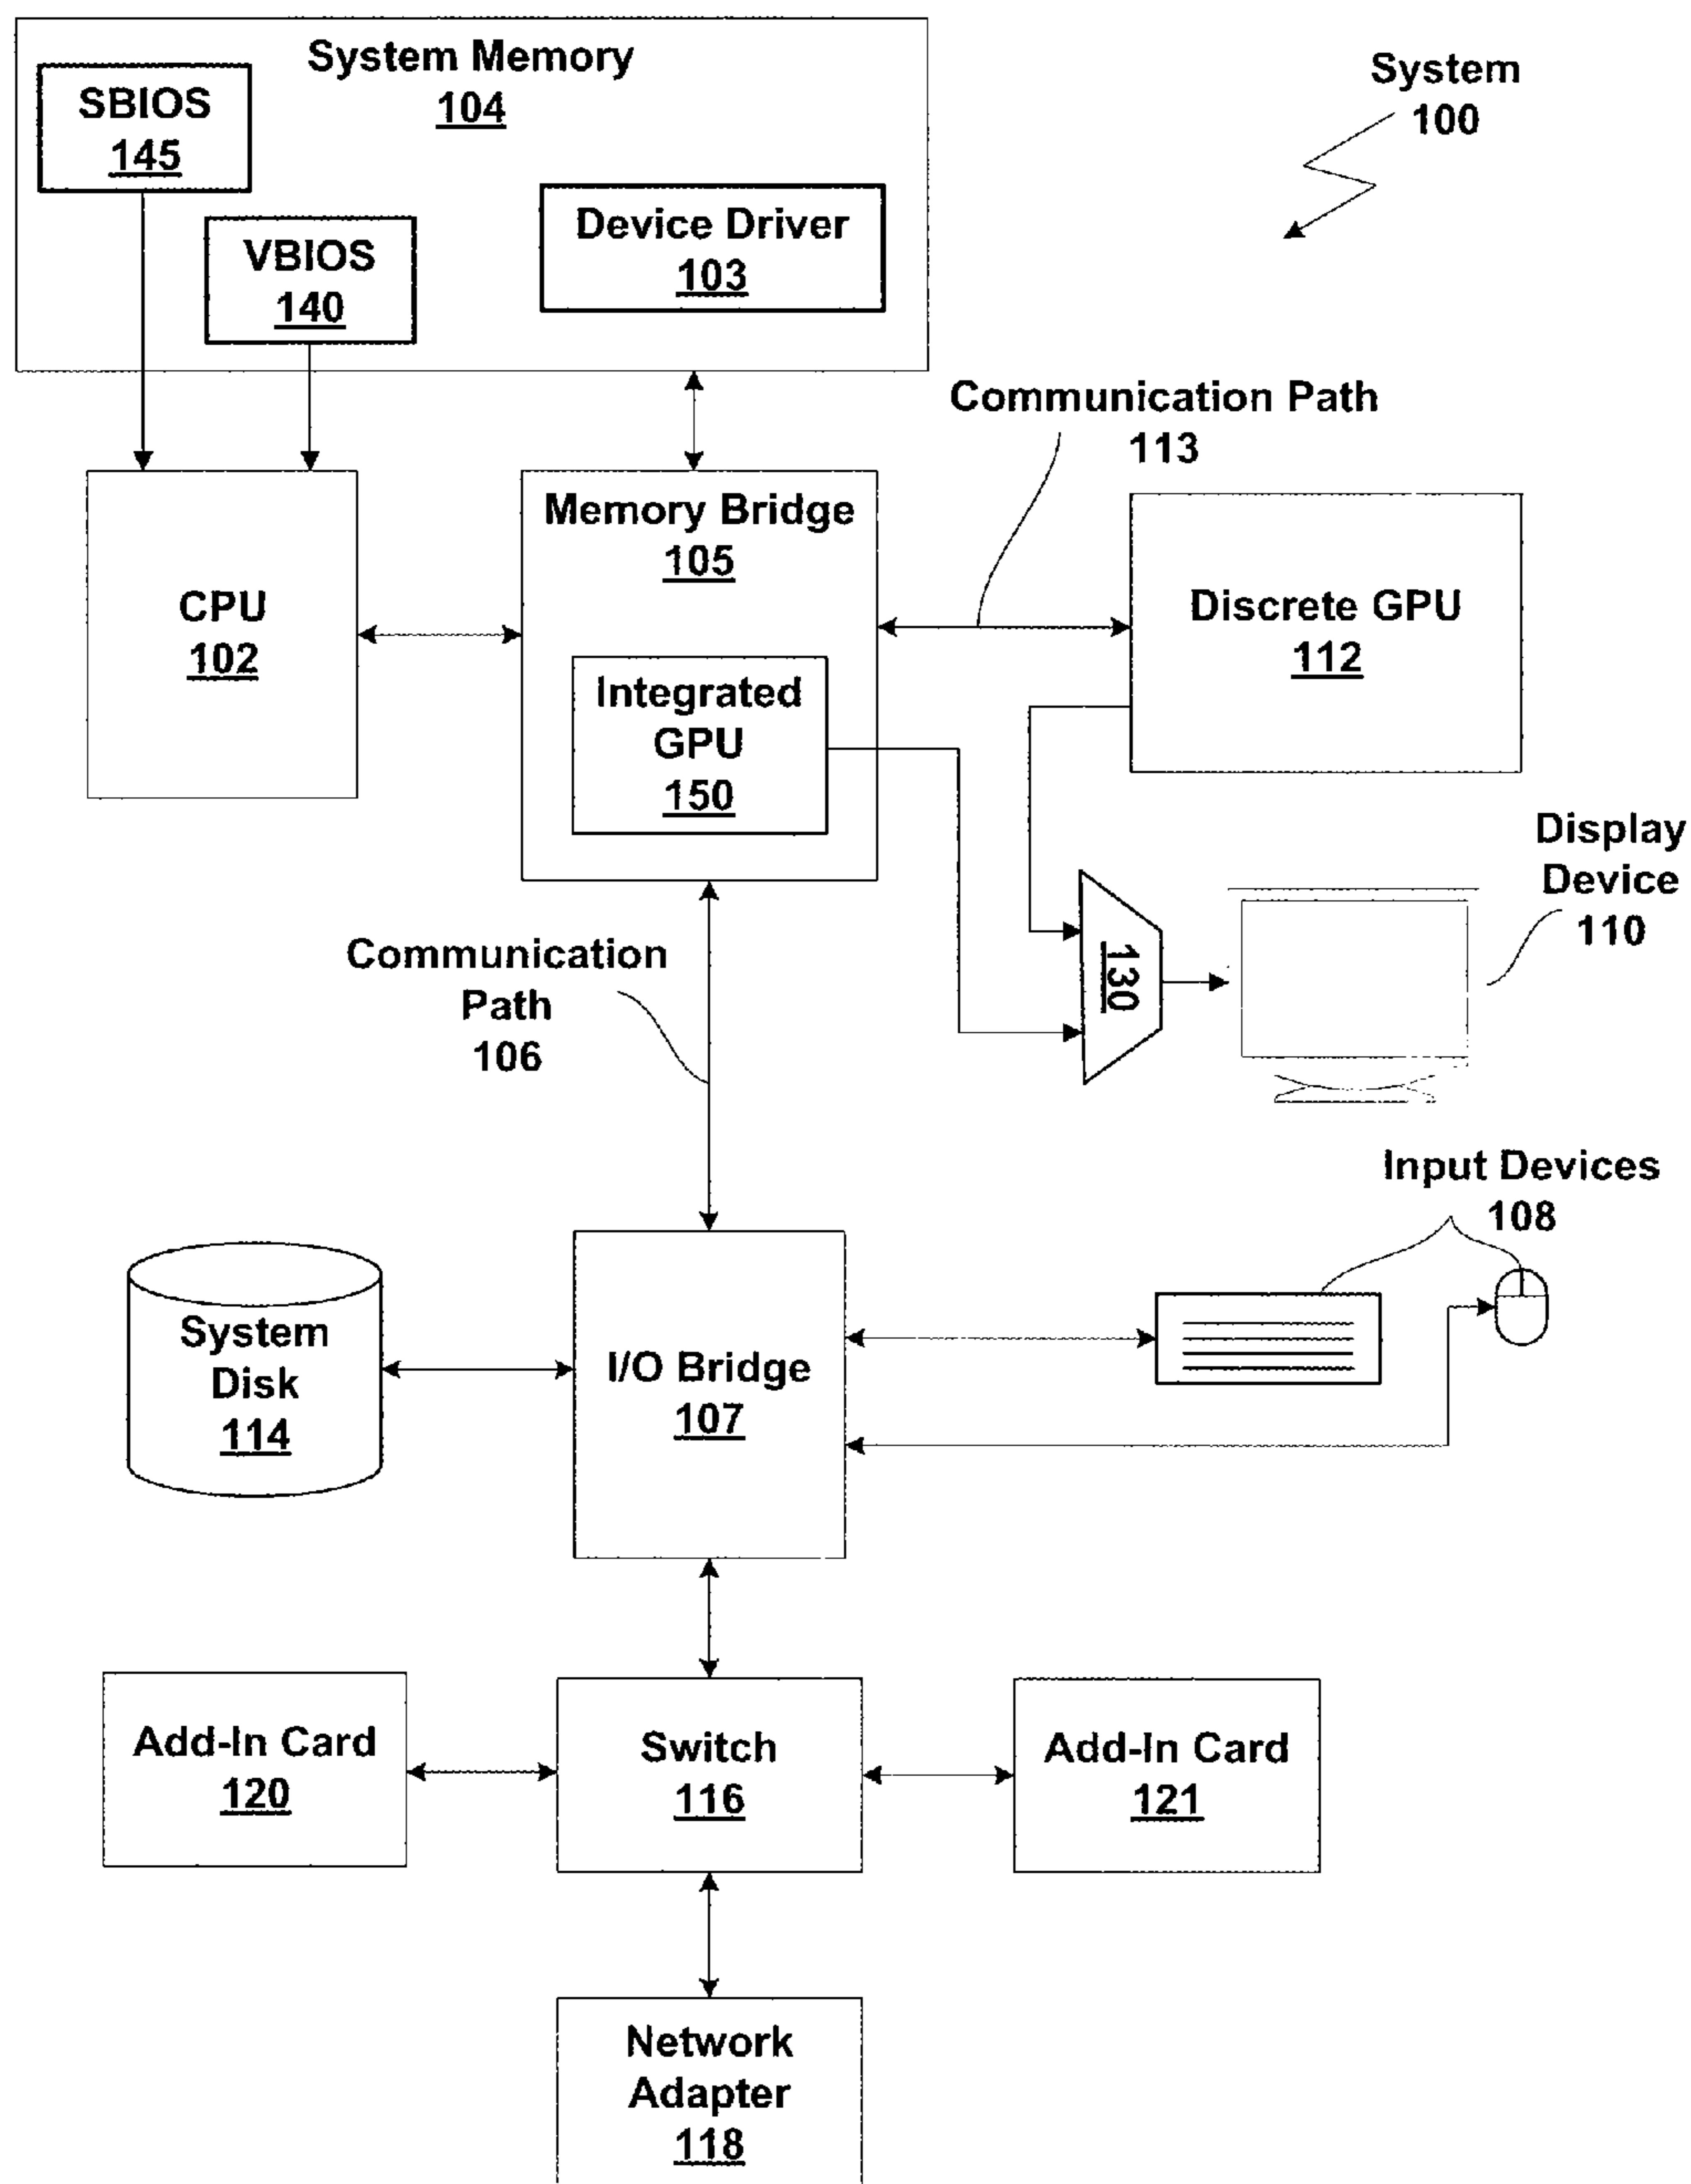 System Memory
104
SBIOS
145
VBIOS
140
Device Driver
103
System
100
Communication Path
113
CPU
102
Memory Bridge
105
Integrated
GPU
150
Discrete GPU
112
Display
Device
110
130
Communication
Path
106
Input Devices
108
System
Disk
114
I/O Bridge
107
Add-In Card
120
Switch
116
Add-In Card
121
Network
Adapter
118